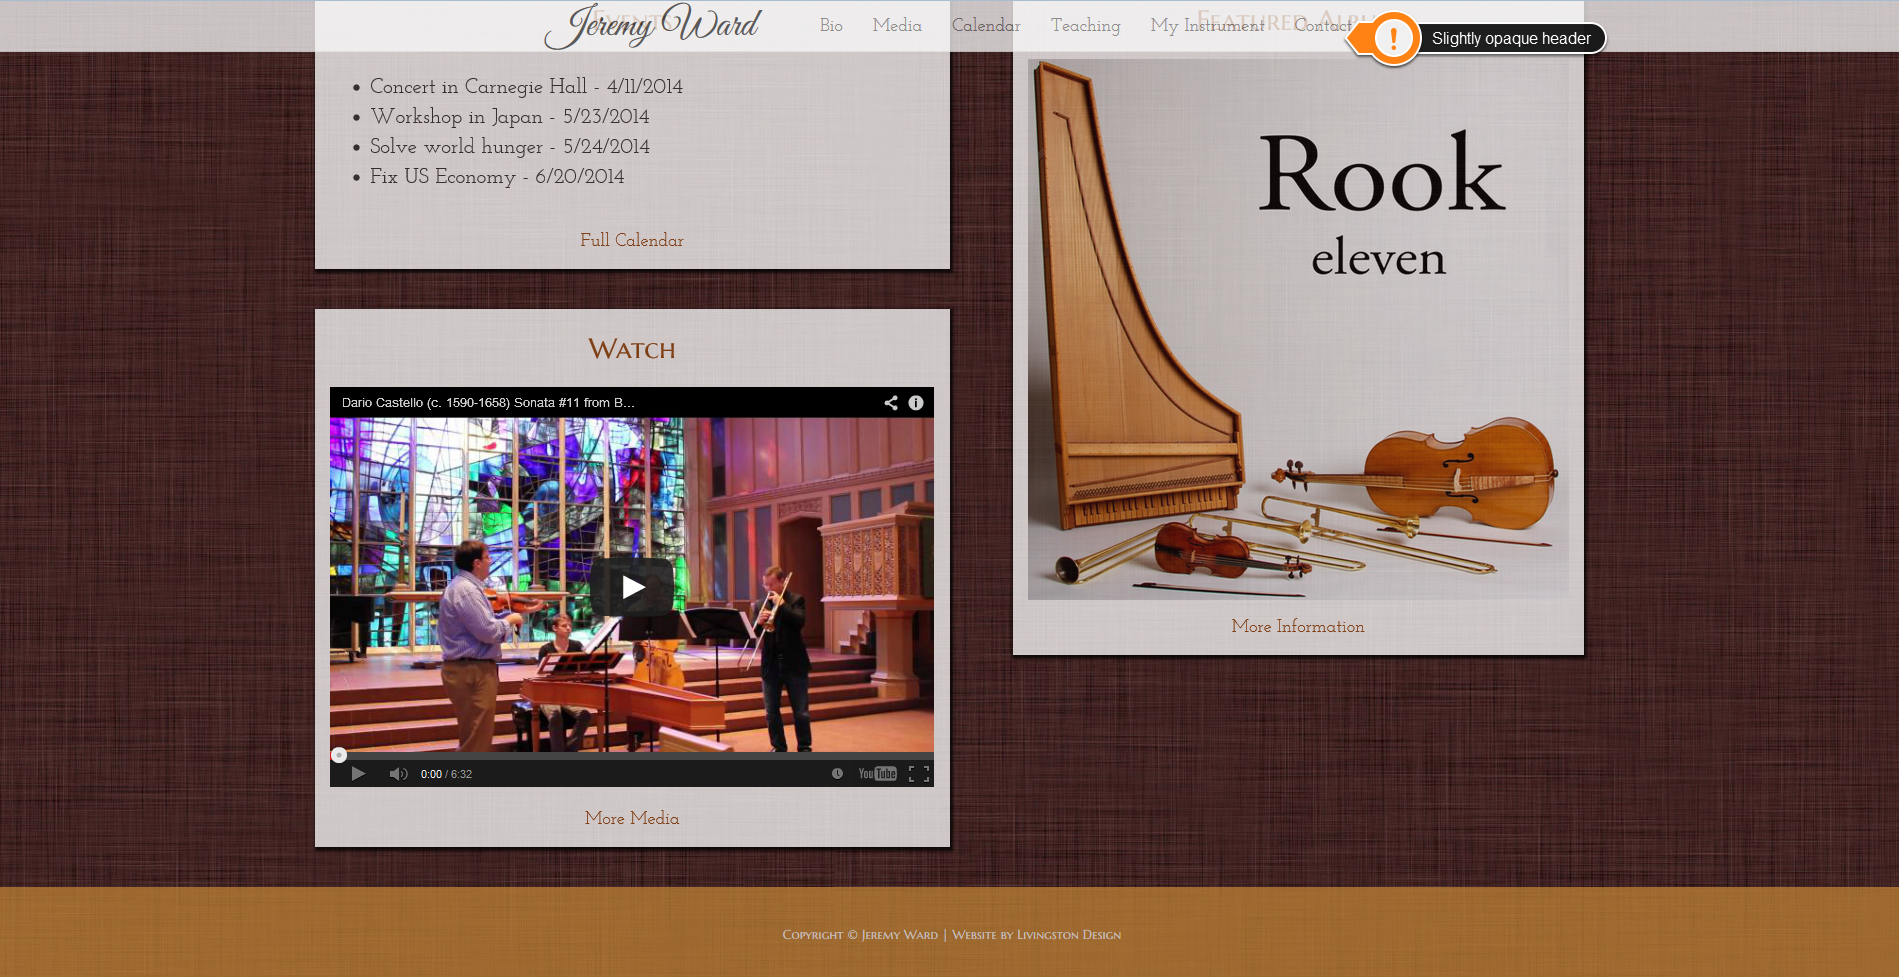 Jeremy Ward
Bio Media Calendar Teaching My Instrument Contact
Slightly opaque header
Events
Featured
Concert in Carnegie Hall - 4/11/2014
Workshop in Japan - 5/23/2014
Solve world hunger - 5/24/2014
Fix US Economy - 6/20/2014
Full Calendar
Rook
eleven
More Information
Watch
Dario Castello (c. 1590-1658) Sonata #11 from B...
0:00 / 6:32
YouTube
More Media
Copyright © Jeremy Ward | Website by Livingston Design